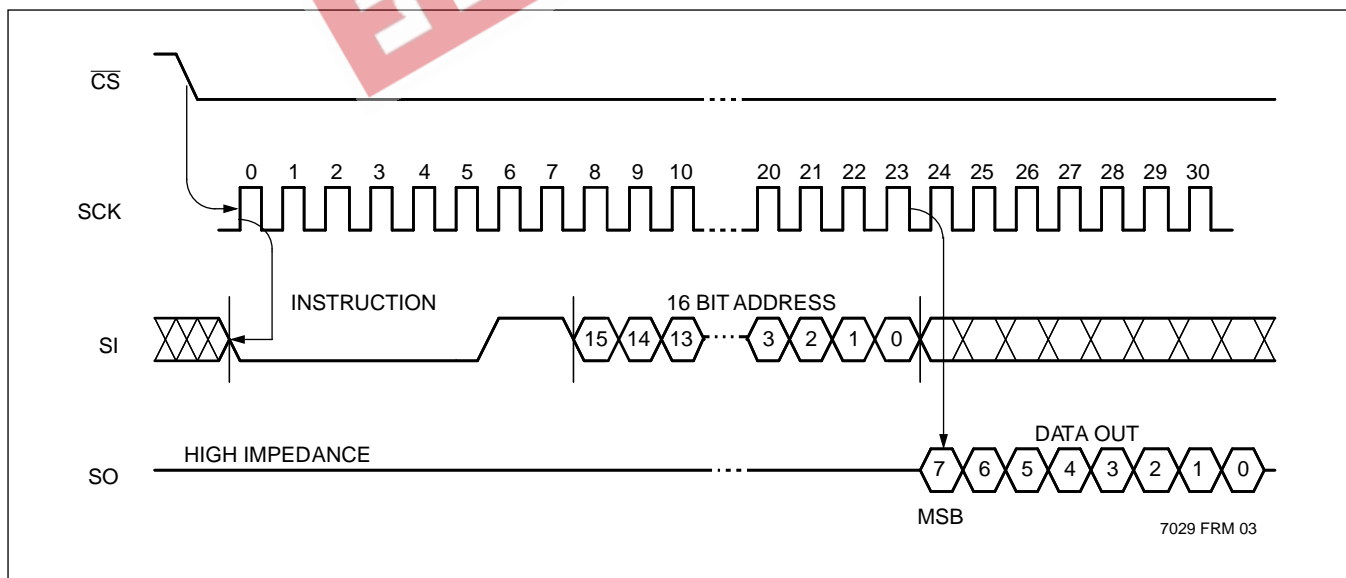 CS
0 1 2 3 4 5 6 7 8 9 10 20 21 22 23 24 25 26 27 28 29 30
SCK
INSTRUCTION 16 BIT ADDRESS
SI 15 14 13 3 2 1 0
HIGH IMPEDANCE DATA OUT
SO 7 6 5 4 3 2 1 0
MSB
7029 FRM 03